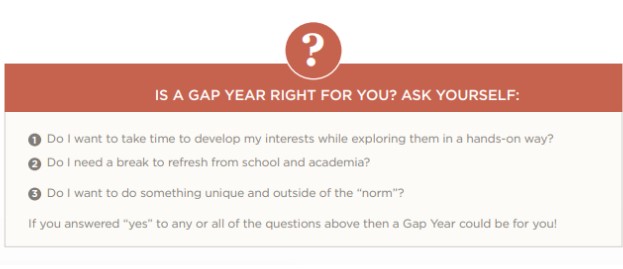 ?
IS A GAP YEAR RIGHT FOR YOU? ASK YOURSELF:
1 Do I want to take time to develop my interests while exploring them in a hands-on way?
2 Do I need a break to refresh from school and academia?
3 Do I want to do something unique and outside of the “norm”?
If you answered “yes” to any or all of the questions above then a Gap Year could be for you!